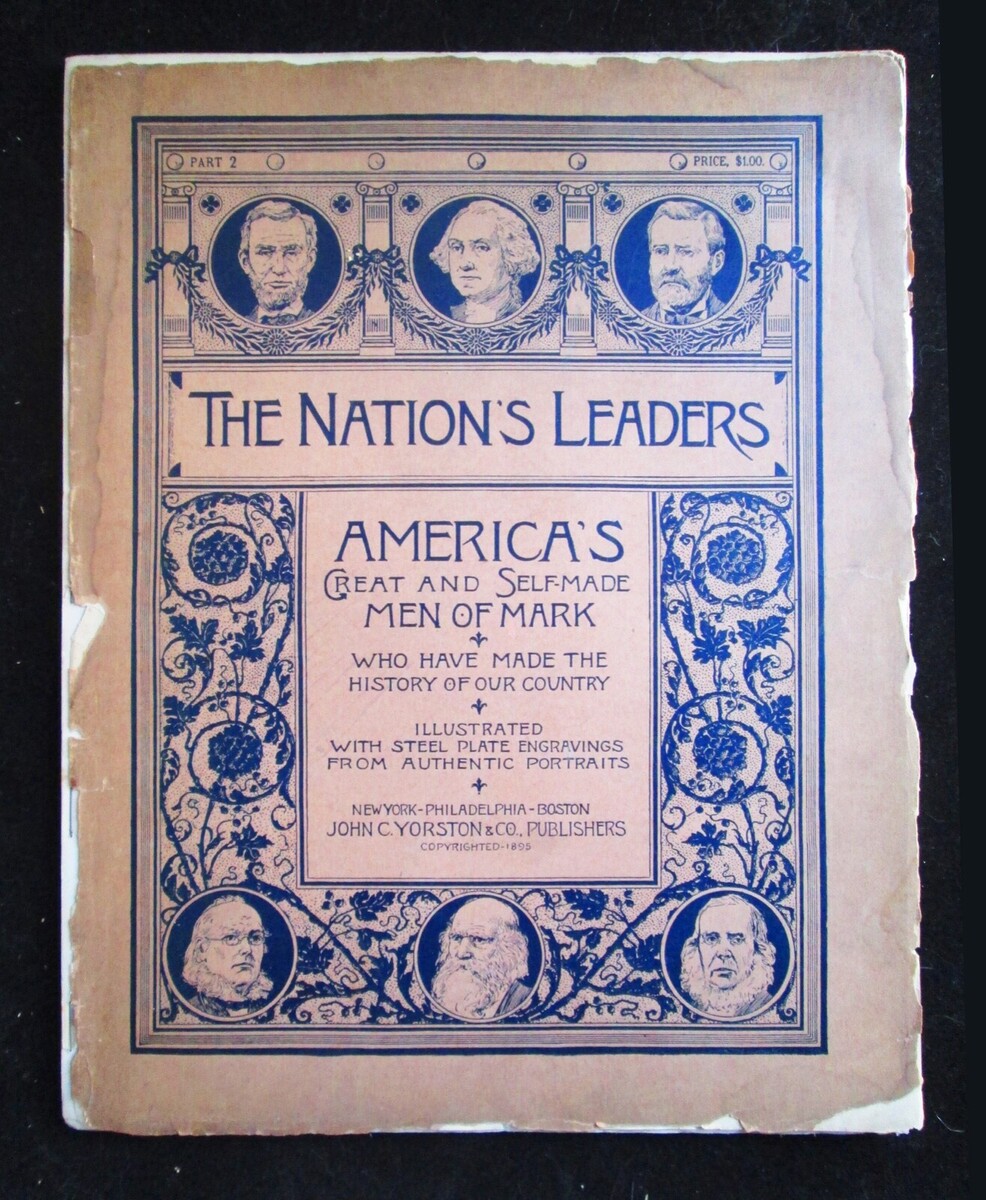 PART 2 PRICE, $1.00.
THE NATION'S LEADERS
AMERICA'S
GREAT AND SELF-MADE
MEN OF MARK
WHO HAVE MADE THE
HISTORY OF OUR COUNTRY
ILLUSTRATED
WITH STEEL PLATE ENGRAVINGS
FROM AUTHENTIC PORTRAITS
NEW YORK-PHILADELPHIA-BOSTON
JOHN C. YORSTON & CO., PUBLISHERS
COPYRIGHTED-1895